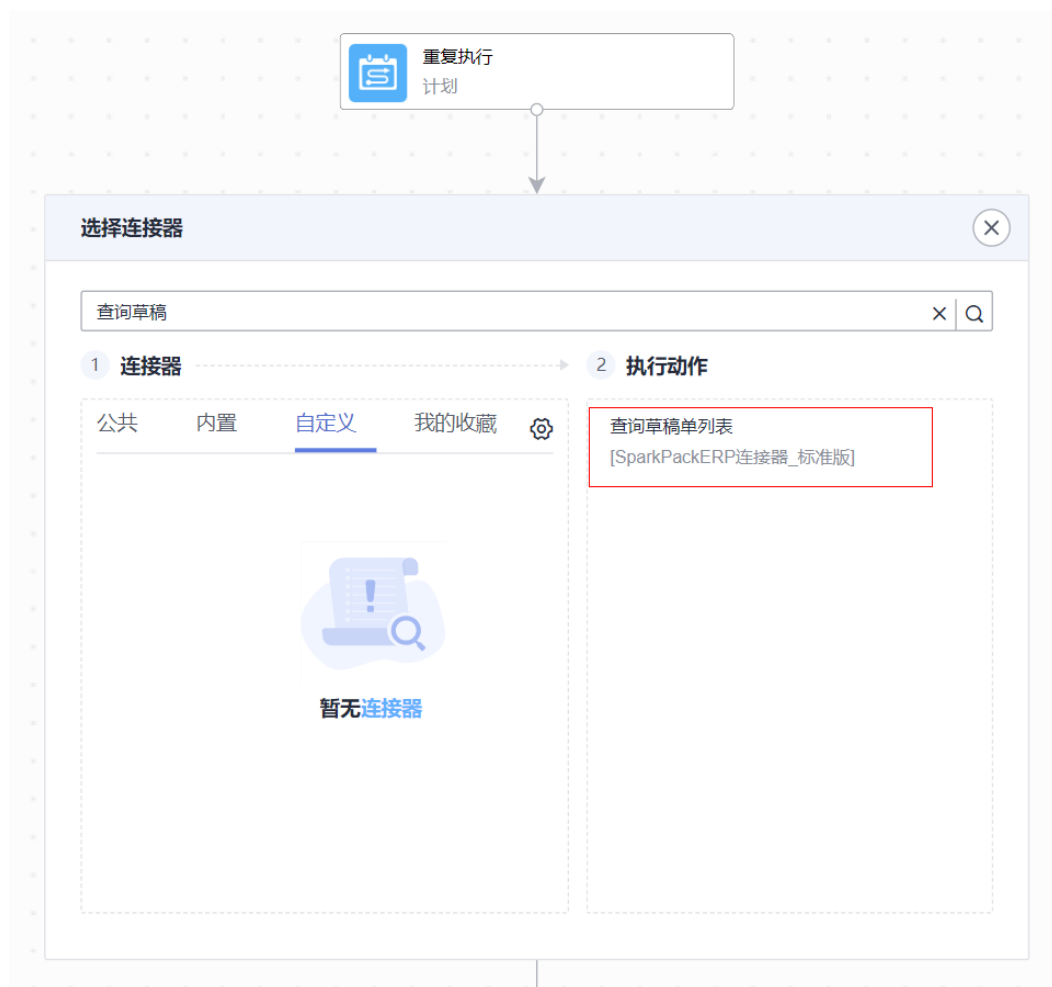 重复执行
计划
选择连接器
查询草稿
1 连接器
2 执行动作
公共 内置 自定义 我的收藏
查询草稿单列表
[SparkPackERP连接器_标准版]
暂无连接器